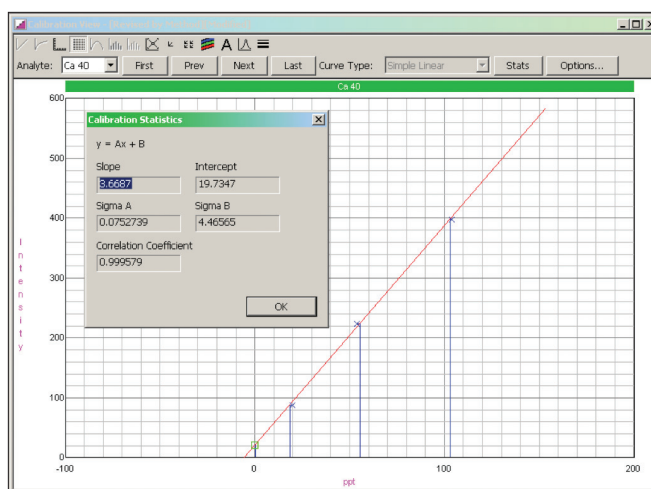 A
Analyte: Ca 40 First Prev Next Last Curve Type: Simple Linear Stats Options...
Ca 40
600
500
400
300
200
100
0
Intensity
Calibration Statistics
y = Ax + B
Slope Intercept
3.6687 19.7347
Sigma A Sigma B
0.0752739 4.46565
Correlation Coefficient
0.999579
OK
-100 0 100 200
ppt